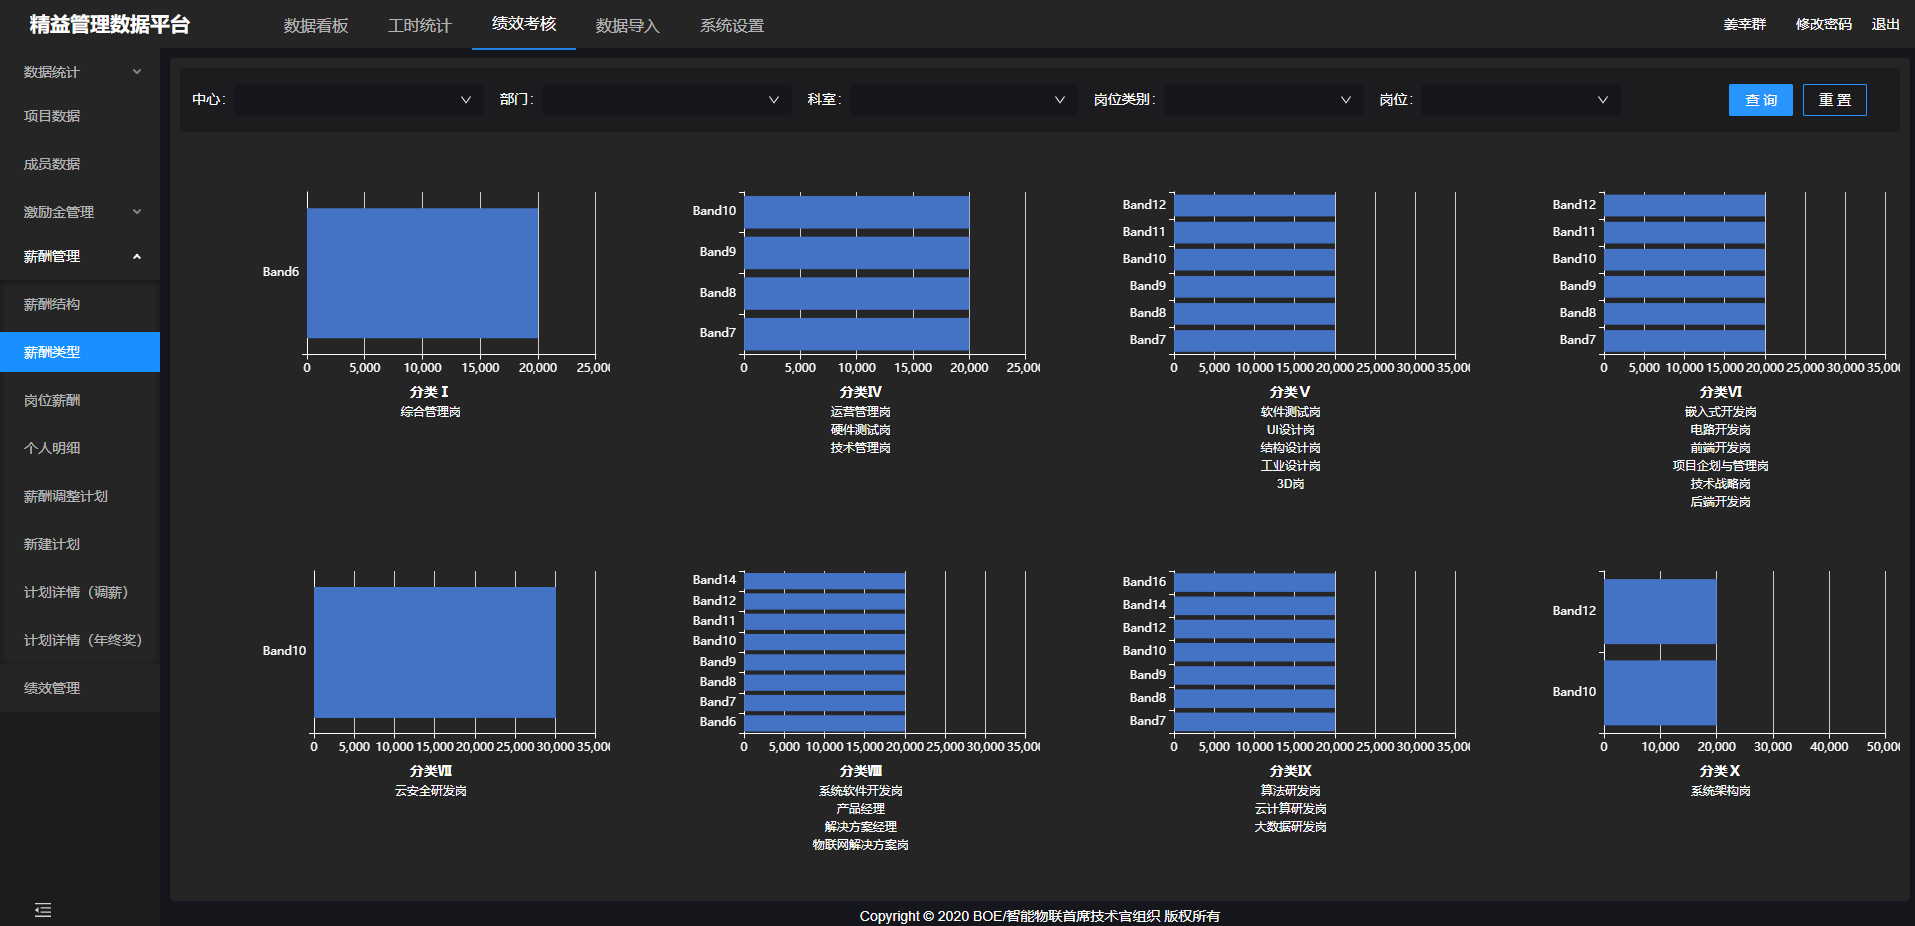 精益管理数据平台
数据看板 工时统计 绩效考核 数据导入 系统设置
姜幸群 修改密码 退出
数据统计
项目数据
成员数据
激励金管理
薪酬管理
薪酬结构
薪酬类型
岗位薪酬
个人明细
薪酬调整计划
新建计划
计划详情（调薪）
计划详情（年终奖）
绩效管理
中心: 部门: 科室: 岗位类别: 岗位: 查 询 重 置
Band6
0 5,000 10,000 15,000 20,000 25,00
分类 I
综合管理岗
Band10
Band9
Band8
Band7
0 5,000 10,000 15,000 20,000 25,00
分类Ⅳ
运营管理岗
硬件测试岗
技术管理岗
Band12
Band11
Band10
Band9
Band8
Band7
0 5,000 10,000 15,000 20,000 25,000 30,000 35,00
分类Ⅴ
软件测试岗
UI设计岗
结构设计岗
工业设计岗
3D岗
Band12
Band11
Band10
Band9
Band8
Band7
0 5,000 10,000 15,000 20,000 25,000 30,000 35,00
分类Ⅵ
嵌入式开发岗
电路开发岗
前端开发岗
项目企划与管理岗
技术战略岗
后端开发岗
Band10
0 5,000 10,000 15,000 20,000 25,000 30,000 35,00
分类Ⅶ
云安全研发岗
Band14
Band12
Band11
Band10
Band9
Band8
Band7
Band6
0 5,000 10,000 15,000 20,000 25,000 30,000 35,00
分类Ⅷ
系统软件开发岗
产品经理
解决方案经理
物联网解决方案岗
Band16
Band14
Band12
Band10
Band9
Band8
Band7
0 5,000 10,000 15,000 20,000 25,000 30,000 35,00
分类Ⅸ
算法研发岗
云计算研发岗
大数据研发岗
Band12
Band10
0 10,000 20,000 30,000 40,000 50,00
分类Ⅹ
系统架构岗
Copyright © 2020 BOE/智能物联首席技术官组织 版权所有